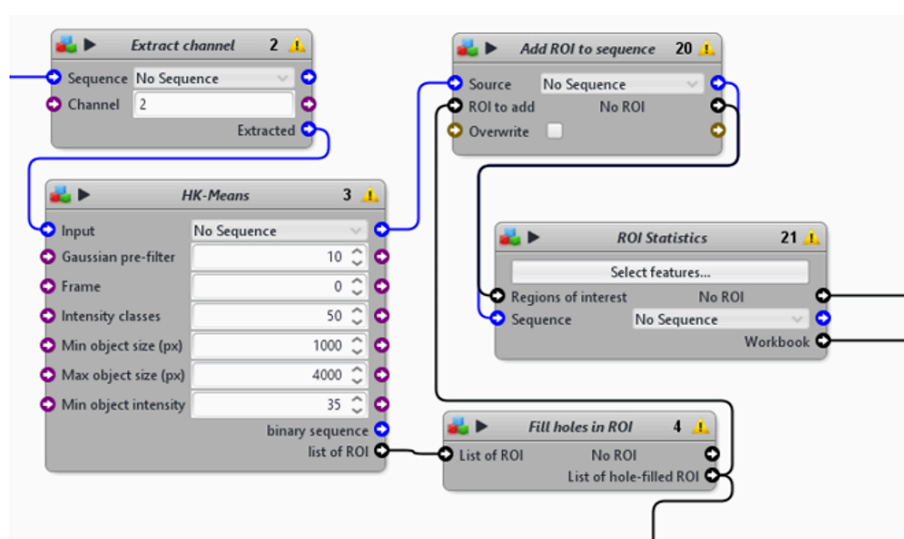 Extract channel 2
Sequence No Sequence
Channel 2
Extracted
HK-Means 3
Input No Sequence
Gaussian pre-filter 10
Frame 0
Intensity classes 50
Min object size (px) 1000
Max object size (px) 4000
Min object intensity 35
binary sequence
list of ROI
Add ROI to sequence 20
Source No Sequence
ROI to add No ROI
Overwrite
ROI Statistics 21
Select features...
Regions of interest No ROI
Sequence No Sequence
Workbook
Fill holes in ROI 4
List of ROI No ROI
List of hole-filled ROI